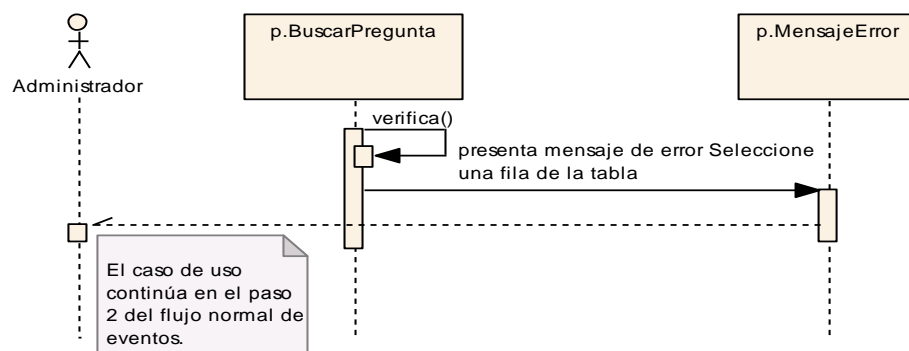 p.BuscarPregunta
p.MensajeError
Administrador
verifica()
presenta mensaje de error Seleccione
una fila de la tabla
El caso de uso
continúa en el paso
2 del flujo normal de
eventos.